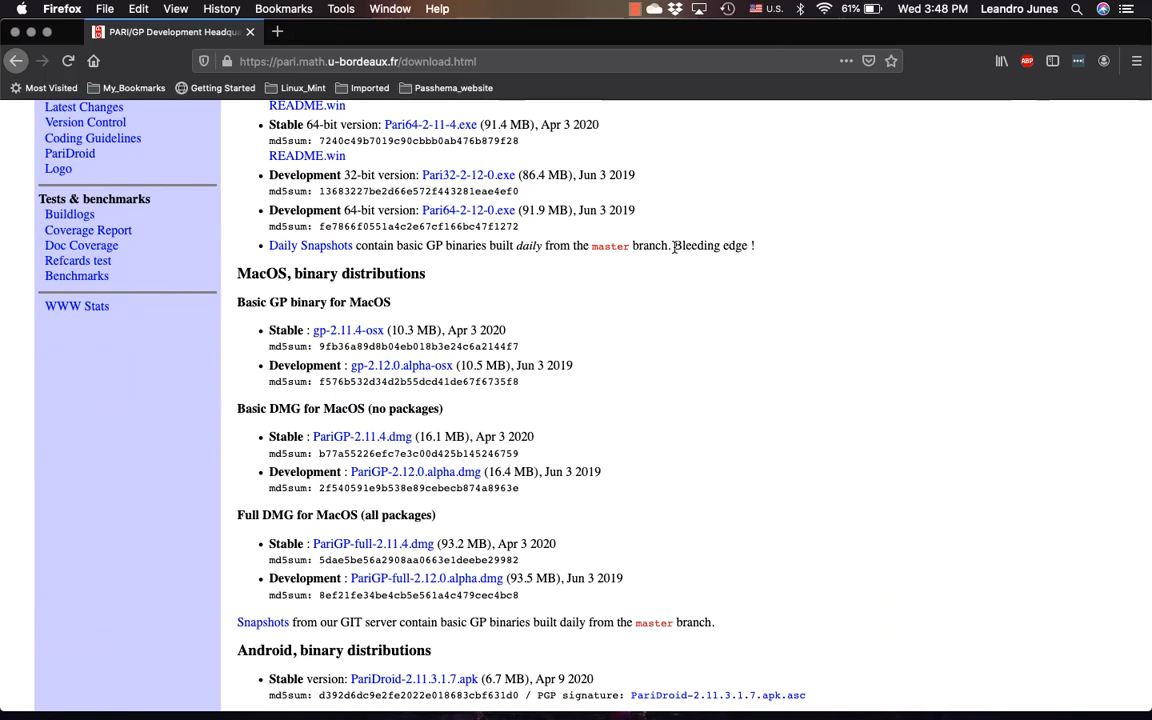 Firefox File Edit View History Bookmarks Tools Window Help U.S. 61% Wed 3:48 PM Leandro Junes
PARI/GP Development Headqua
https://pari.math.u-bordeaux.fr/download.html
Most Visited My_Bookmarks Getting Started Linux_Mint Imported Passhema_website
Latest Changes
Version Control
Coding Guidelines
PariDroid
Logo
Tests & benchmarks
Buildlogs
Coverage Report
Doc Coverage
Refcards test
Benchmarks
WWW Stats
README.win
• Stable 64-bit version: Pari64-2-11-4.exe (91.4 MB), Apr 3 2020
md5sum: 7240c49b7019c90cbbb0ab476b879f28
README.win
• Development 32-bit version: Pari32-2-12-0.exe (86.4 MB), Jun 3 2019
md5sum: 13683227be2d66e572f443281eae4ef0
• Development 64-bit version: Pari64-2-12-0.exe (91.9 MB), Jun 3 2019
md5sum: fe7866f0551a4c2e67cf166bc47f1272
• Daily Snapshots contain basic GP binaries built daily from the master branch. Bleeding edge !
MacOS, binary distributions
Basic GP binary for MacOS
• Stable : gp-2.11.4-osx (10.3 MB), Apr 3 2020
md5sum: 9fb36a89d8b04eb018b3e24c6a2144f7
• Development : gp-2.12.0.alpha-osx (10.5 MB), Jun 3 2019
md5sum: f576b532d34d2b55dcd41de67f6735f8
Basic DMG for MacOS (no packages)
• Stable : PariGP-2.11.4.dmg (16.1 MB), Apr 3 2020
md5sum: b77a55226efc7e3c00d425b145246759
• Development : PariGP-2.12.0.alpha.dmg (16.4 MB), Jun 3 2019
md5sum: 2f540591e9b538e89cebecb874a8963e
Full DMG for MacOS (all packages)
• Stable : PariGP-full-2.11.4.dmg (93.2 MB), Apr 3 2020
md5sum: 5dae5be56a2908aa0663e1deebe29982
• Development : PariGP-full-2.12.0.alpha.dmg (93.5 MB), Jun 3 2019
md5sum: 8ef21fe34be4cb5e561a4c479cec4bc8
Snapshots from our GIT server contain basic GP binaries built daily from the master branch.
Android, binary distributions
• Stable version: PariDroid-2.11.3.1.7.apk (6.7 MB), Apr 9 2020
md5sum: d392d6dc9e2fe2022e018683cbf631d0 / PGP signature: PariDroid-2.11.3.1.7.apk.asc